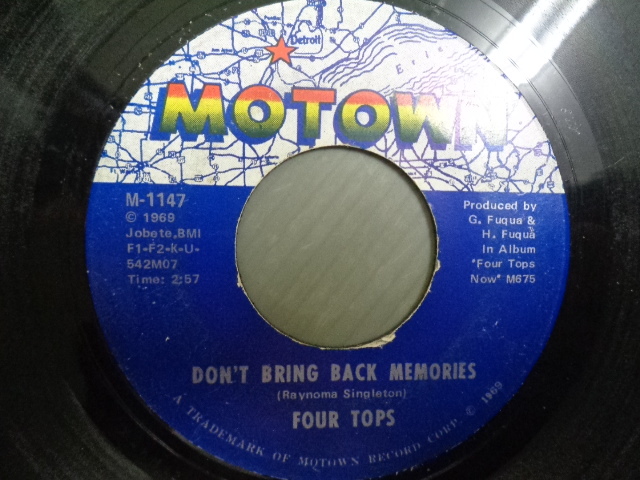 Detroit
Erie
MOTOWN
M-1147
© 1969
Jobete,BMI
F1-F2-K-U-
542M07
Time: 2:57
Produced by
G. Fuqua &
H. Fuqua
In Album
"Four Tops
Now" M675
DON'T BRING BACK MEMORIES
(Raynoma Singleton)
FOUR TOPS
A TRADEMARK OF MOTOWN RECORD CORP. © 1969